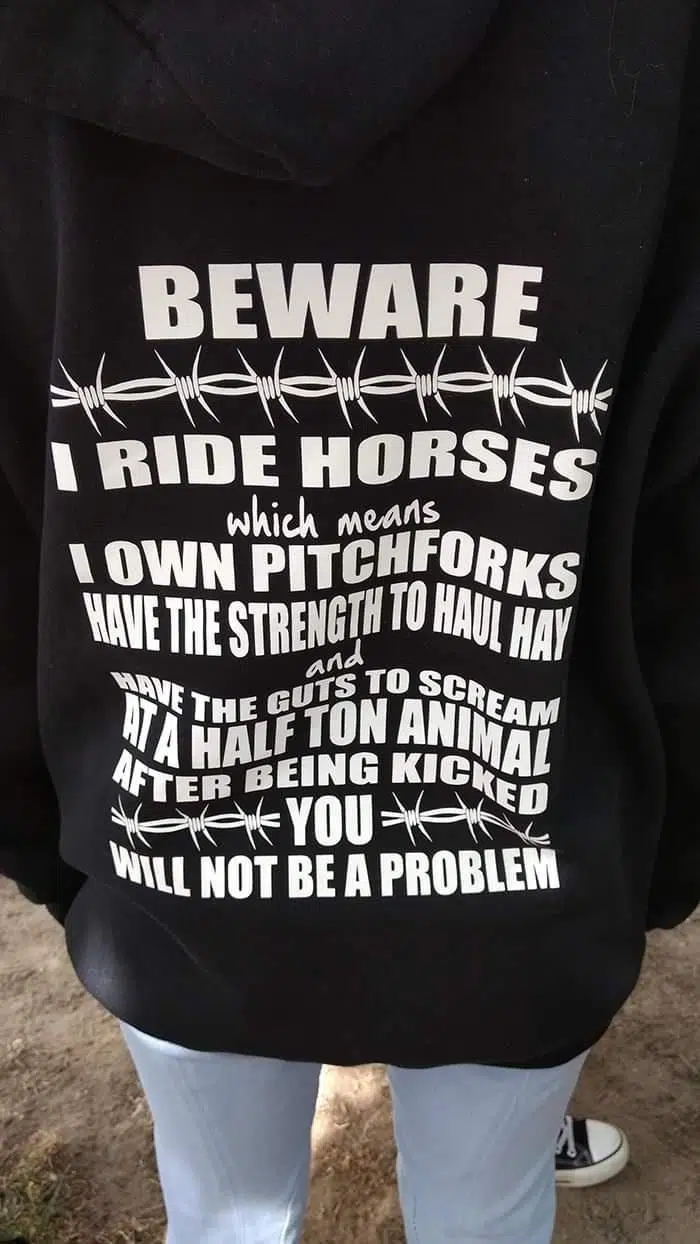 BEWARE
I RIDE HORSES
which means
I OWN PITCHFORKS
HAVE THE STRENGTH TO HAUL HAY
and
HAVE THE GUTS TO SCREAM
AT A HALF TON ANIMAL
AFTER BEING KICKED
YOU
WILL NOT BE A PROBLEM